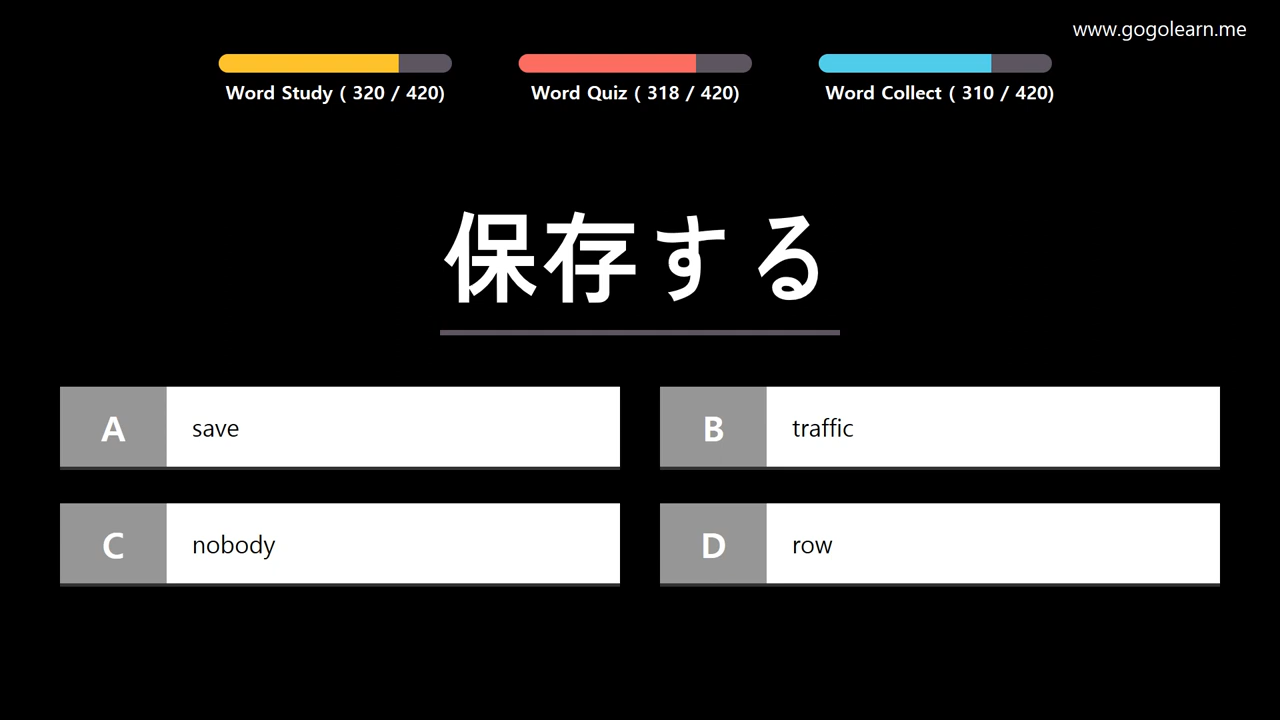 www.gogolearn.me
Word Study ( 320 / 420)
Word Quiz ( 318 / 420)
Word Collect ( 310 / 420)
保存する
A save
B traffic
C nobody
D row